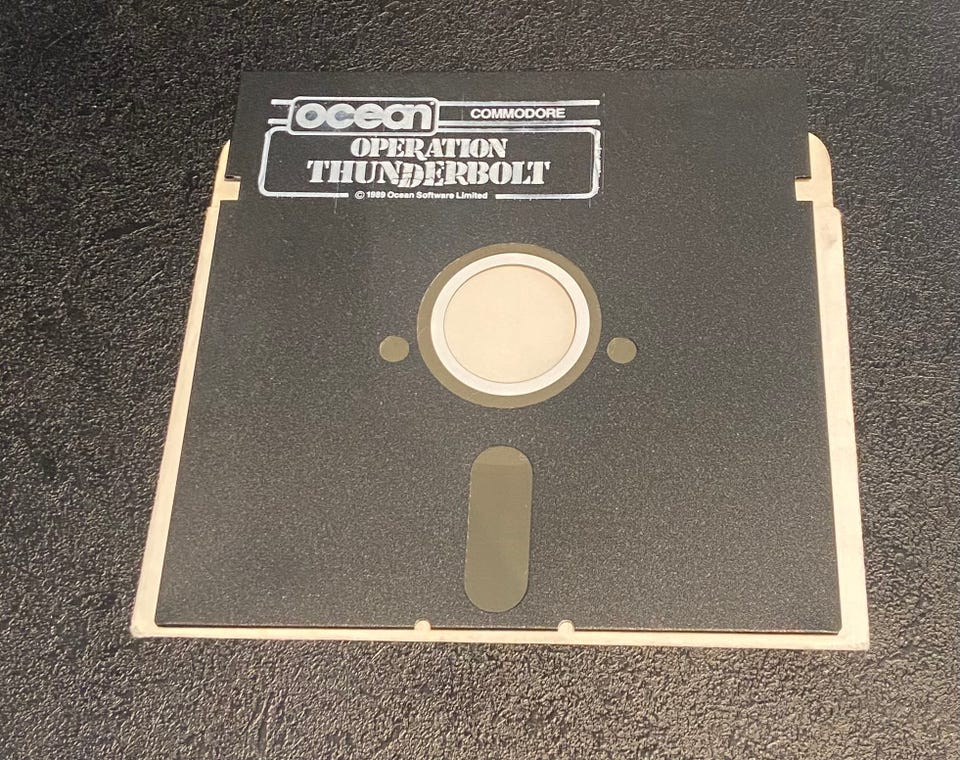 ocean COMMODORE
OPERATION
THUNDERBOLT
© 1989 Ocean Software Limited